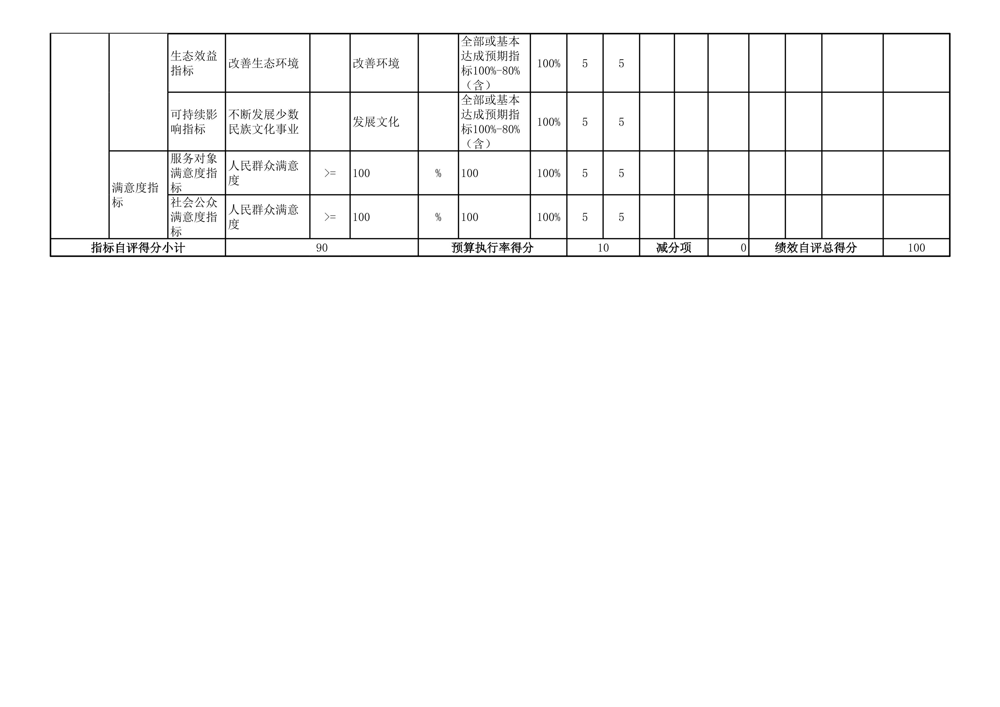 生态效益
指标
改善生态环境
改善环境
全部或基本
达成预期指
标100%-80%
（含）
100%
5
5
可持续影
响指标
不断发展少数
民族文化事业
发展文化
全部或基本
达成预期指
标100%-80%
（含）
100%
5
5
满意度指
标
服务对象
满意度指
标
人民群众满意
度
>=
100
%
100
100%
5
5
社会公众
满意度指
标
人民群众满意
度
>=
100
%
100
100%
5
5
指标自评得分小计
90
预算执行率得分
10
减分项
0
绩效自评总得分
100